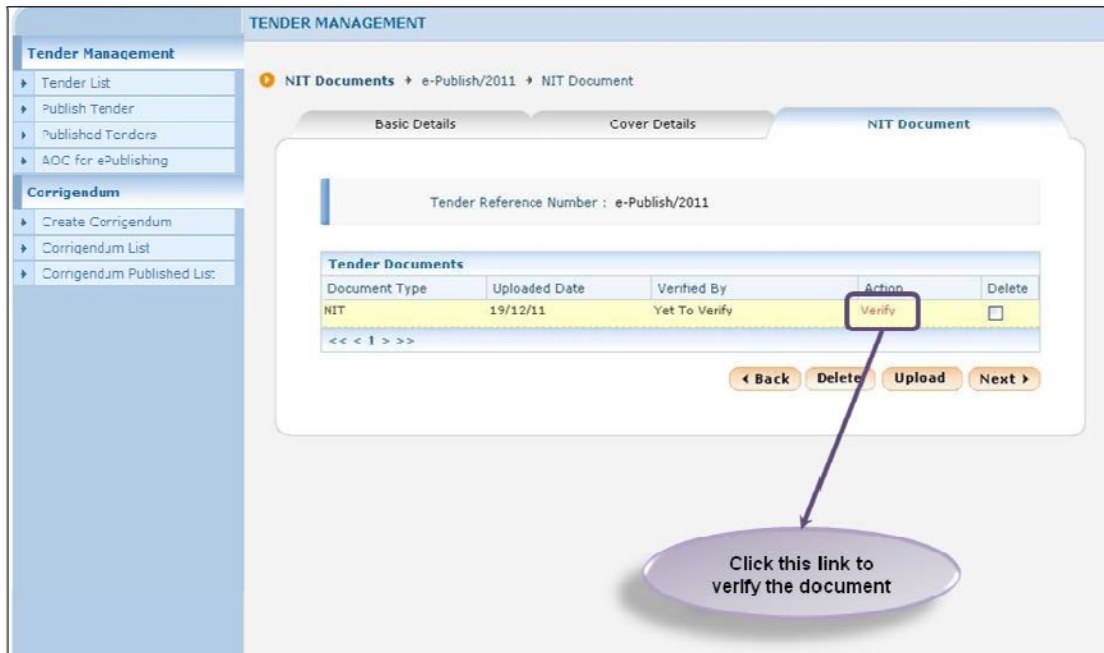 TENDER MANAGEMENT
Tender Management
Tender List
Publish Tender
Published Tenders
AOC for ePublishing
Corrigendum
Create Corrigendum
Corrigendum List
Corrigendum Published List
NIT Documents e-Publish/2011 NIT Document
Basic Details Cover Details NIT Document
Tender Reference Number : e-Publish/2011
Tender Documents
Document Type Uploaded Date Verified By Action Delete
NIT 19/12/11 Yet To Verify Verify
<< < 1 > >>
Back Delete Upload Next
Click this link to
verify the document